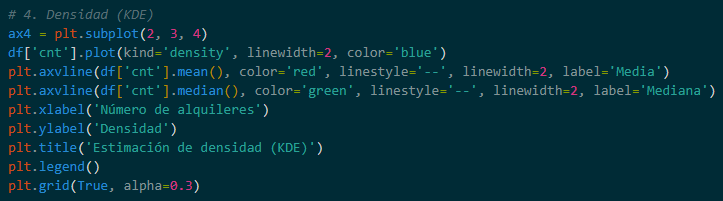 # 4. Densidad (KDE)
ax4 = plt.subplot(2, 3, 4)
df['cnt'].plot(kind='density', linewidth=2, color='blue')
plt.axvline(df['cnt'].mean(), color='red', linestyle='--', linewidth=2, label='Media')
plt.axvline(df['cnt'].median(), color='green', linestyle='--', linewidth=2, label='Mediana')
plt.xlabel('Número de alquileres')
plt.ylabel('Densidad')
plt.title('Estimación de densidad (KDE)')
plt.legend()
plt.grid(True, alpha=0.3)